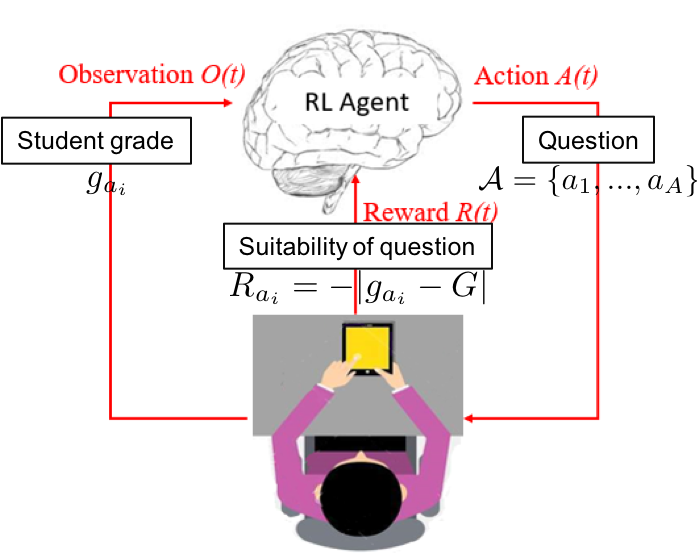 Observation O(t)
Action A(t)
RL Agent
Student grade
Question
g_{a_i}
\mathcal{A} = \{a_1, ..., a_A\}
Reward R(t)
Suitability of question
R_{a_i} = -|g_{a_i} - G|